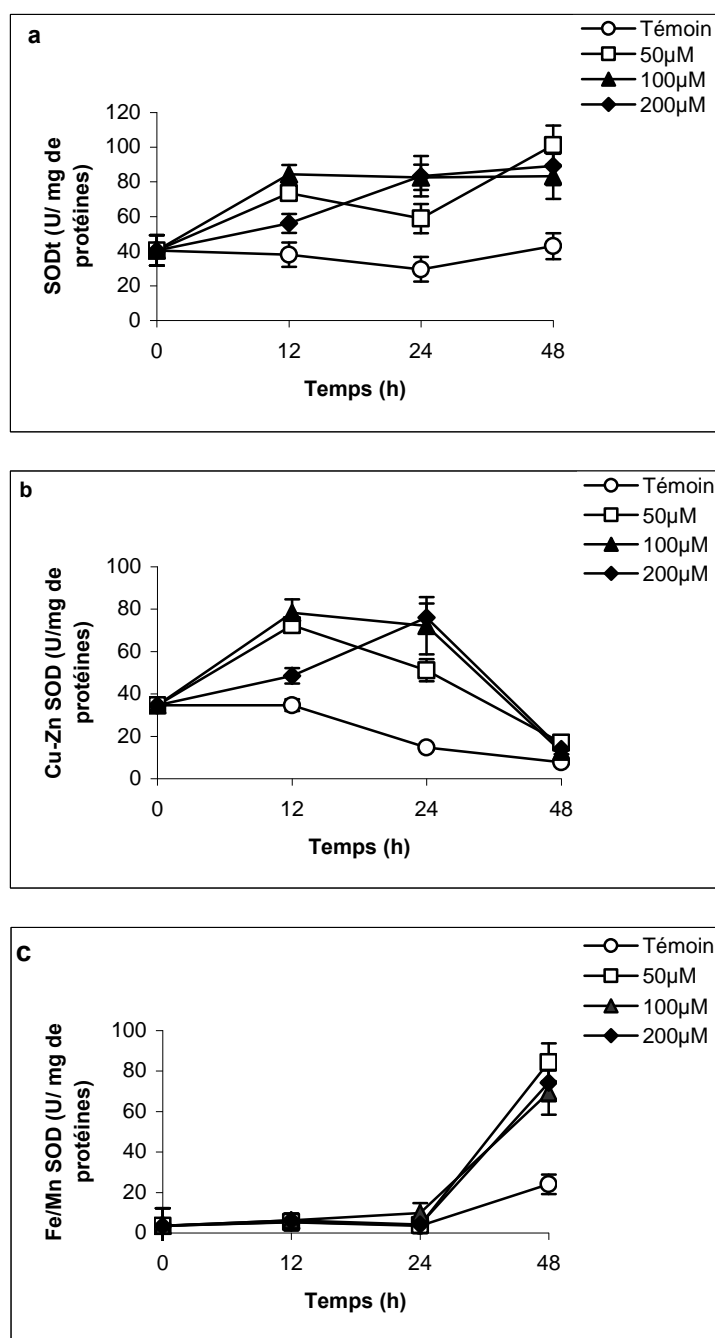 a
Témoin
50µM
100µM
200µM
SODt (U/ mg de
protéines)
120
100
80
60
40
20
0
0 12 24 48
Temps (h)
b
Témoin
50µM
100µM
200µM
Cu-Zn SOD (U/mg de
protéines)
100
80
60
40
20
0
0 12 24 48
Temps (h)
c
Témoin
50µM
100µM
200µM
Fe/Mn SOD (U/ mg de
protéines)
100
80
60
40
20
0
0 12 24 48
Temps (h)